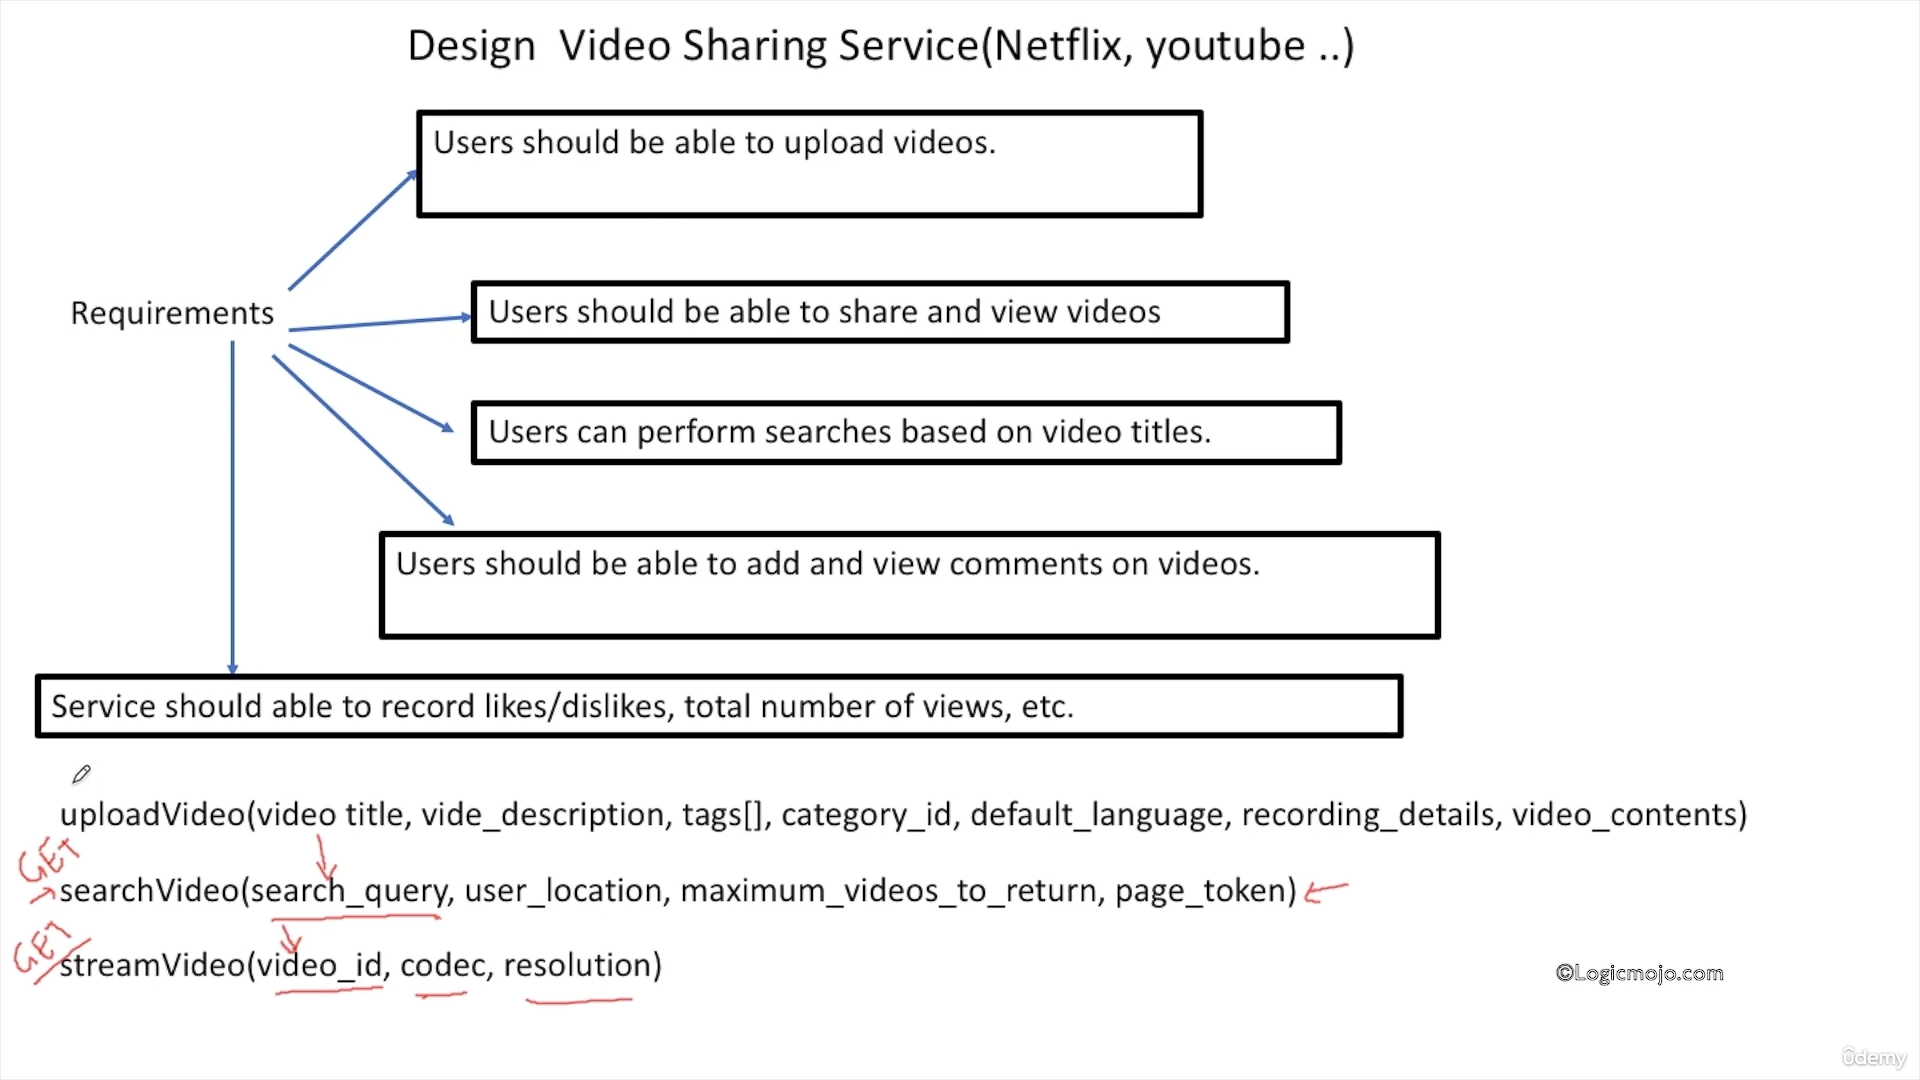 Design Video Sharing Service(Netflix, youtube ..)
Users should be able to upload videos.
Requirements
Users should be able to share and view videos
Users can perform searches based on video titles.
Users should be able to add and view comments on videos.
Service should able to record likes/dislikes, total number of views, etc.
uploadVideo(video title, vide_description, tags[], category_id, default_language, recording_details, video_contents)
GET
searchVideo(search_query, user_location, maximum_videos_to_return, page_token)
GET
streamVideo(video_id, codec, resolution)
©Logicmojo.com
ûdemy